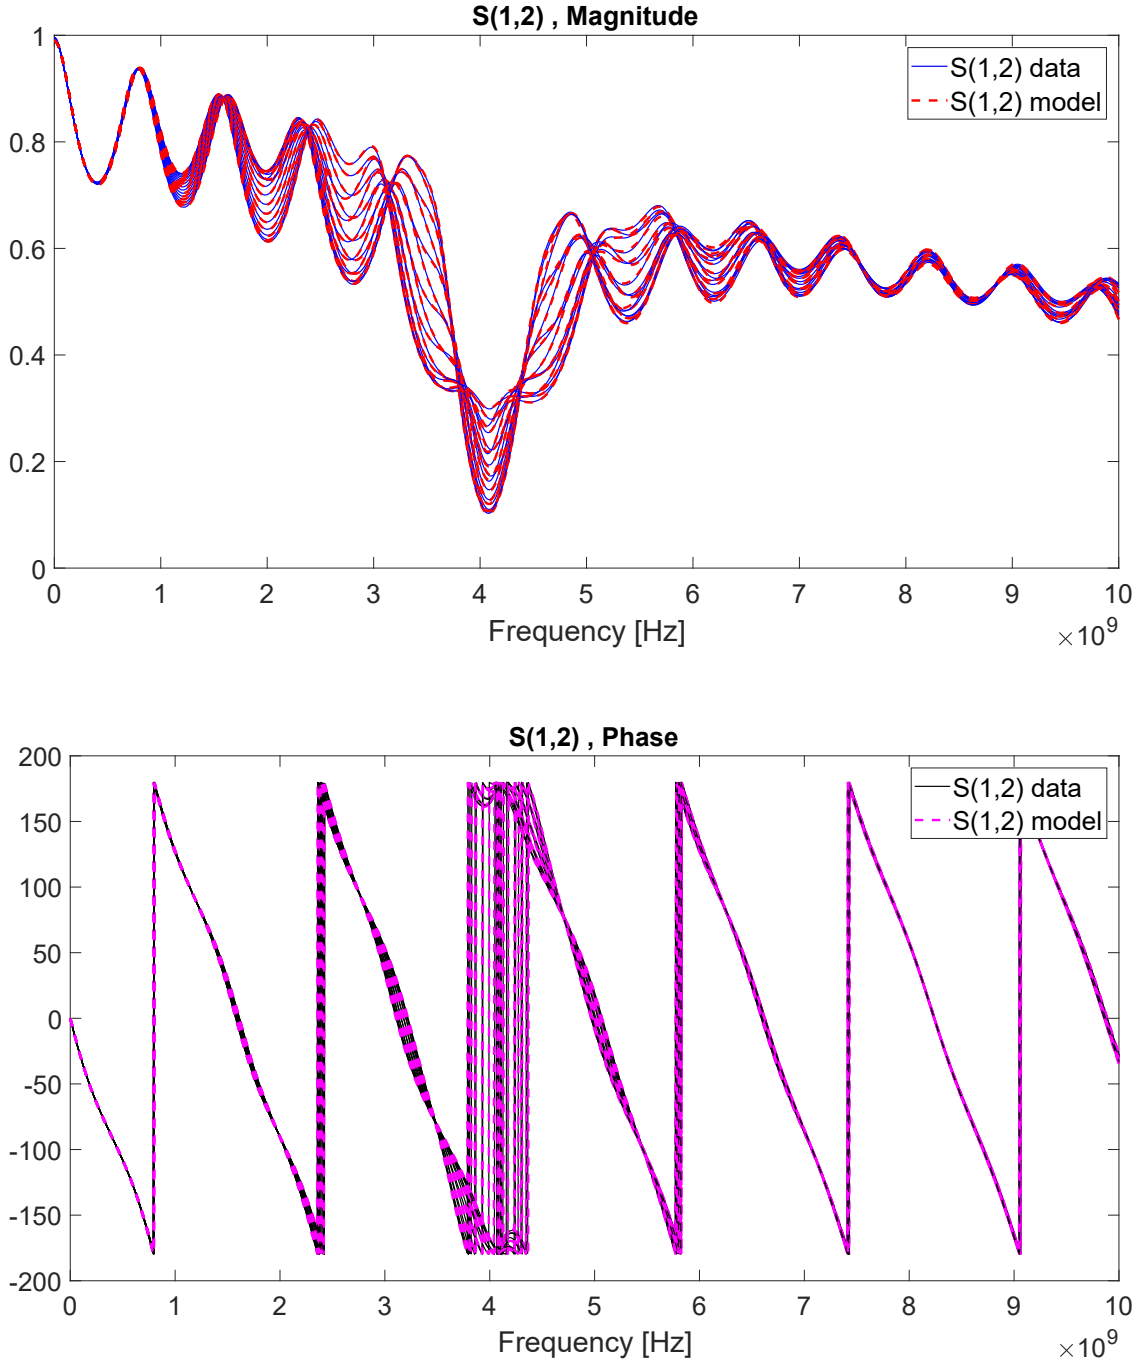 S(1,2) , Magnitude
1
0.8
0.6
0.4
0.2
0
S(1,2) data
S(1,2) model
0 1 2 3 4 5 6 7 8 9 10
Frequency [Hz]
×10^9
S(1,2) , Phase
200
150
100
50
0
-50
-100
-150
-200
S(1,2) data
S(1,2) model
0 1 2 3 4 5 6 7 8 9 10
Frequency [Hz]
×10^9